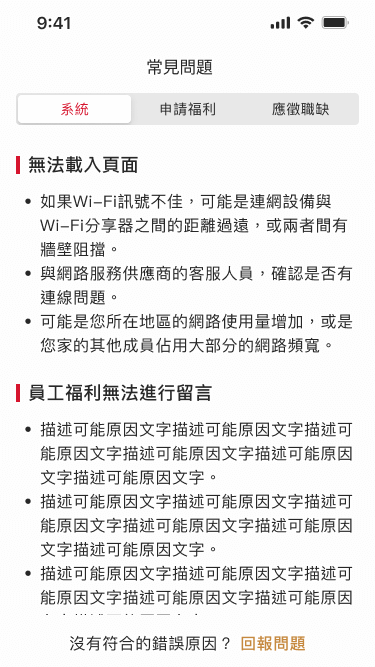 9:41
常見問題
系統 申請福利 應徵職缺
無法載入頁面
• 如果Wi-Fi訊號不佳，可能是連網設備與
Wi-Fi分享器之間的距離過遠，或兩者間有
牆壁阻擋。
• 與網路服務供應商的客服人員，確認是否有
連線問題。
• 可能是您所在地區的網路使用量增加，或是
您家的其他成員佔用大部分的網路頻寬。
員工福利無法進行留言
• 描述可能原因文字描述可能原因文字描述可
能原因文字描述可能原因文字描述可能原因
文字描述可能原因文字。
• 描述可能原因文字描述可能原因文字描述可
能原因文字描述可能原因文字描述可能原因
文字描述可能原因文字。
• 描述可能原因文字描述可能原因文字描述可
能原因文字描述可能原因文字描述可能原因
沒有符合的錯誤原因？ 回報問題